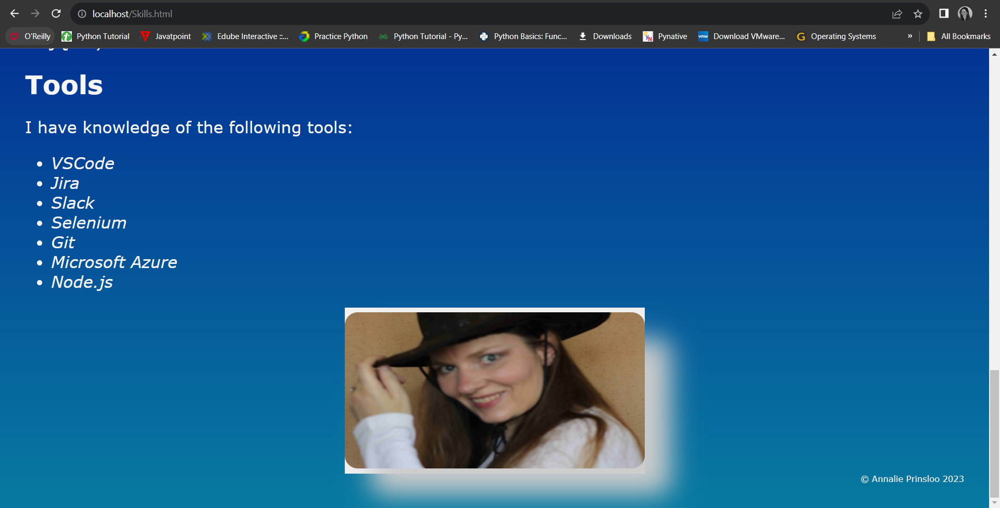 localhost/Skills.html
O'Reilly
Python Tutorial
Javatpoint
Edube Interactive ::...
Practice Python
Python Tutorial - Py...
Python Basics: Func...
Downloads
Pynative
Download VMware...
Operating Systems
»
All Bookmarks
Tools
I have knowledge of the following tools:
• VSCode
• Jira
• Slack
• Selenium
• Git
• Microsoft Azure
• Node.js
© Annalie Prinsloo 2023